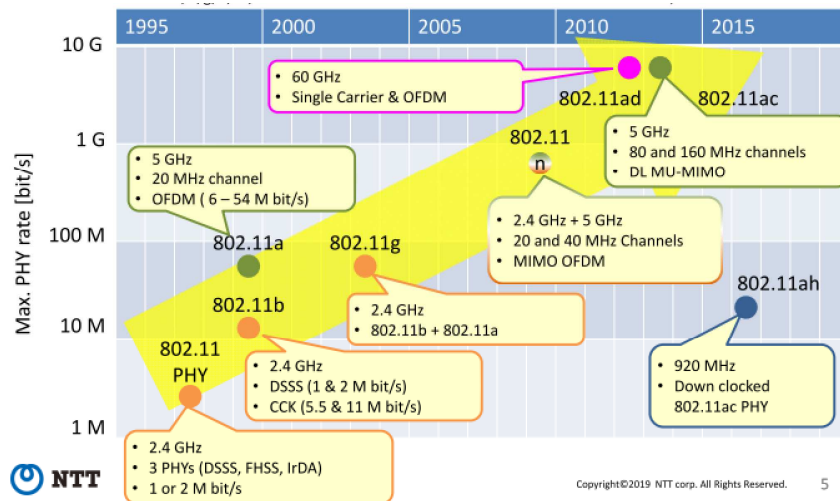 1995
2000
2005
2010
2015
Max. PHY rate [bit/s]
10 G
1 G
100 M
10 M
1 M
• 60 GHz
• Single Carrier & OFDM
802.11ad
802.11ac
• 5 GHz
• 80 and 160 MHz channels
• DL MU-MIMO
802.11
n
• 2.4 GHz + 5 GHz
• 20 and 40 MHz Channels
• MIMO OFDM
• 5 GHz
• 20 MHz channel
• OFDM ( 6 – 54 M bit/s)
802.11a
802.11g
• 2.4 GHz
• 802.11b + 802.11a
802.11b
• 2.4 GHz
• DSSS (1 & 2 M bit/s)
• CCK (5.5 & 11 M bit/s)
802.11
PHY
• 2.4 GHz
• 3 PHYs (DSSS, FHSS, IrDA)
• 1 or 2 M bit/s
802.11ah
• 920 MHz
• Down clocked
802.11ac PHY
NTT
Copyright©2019 NTT corp. All Rights Reserved.
5